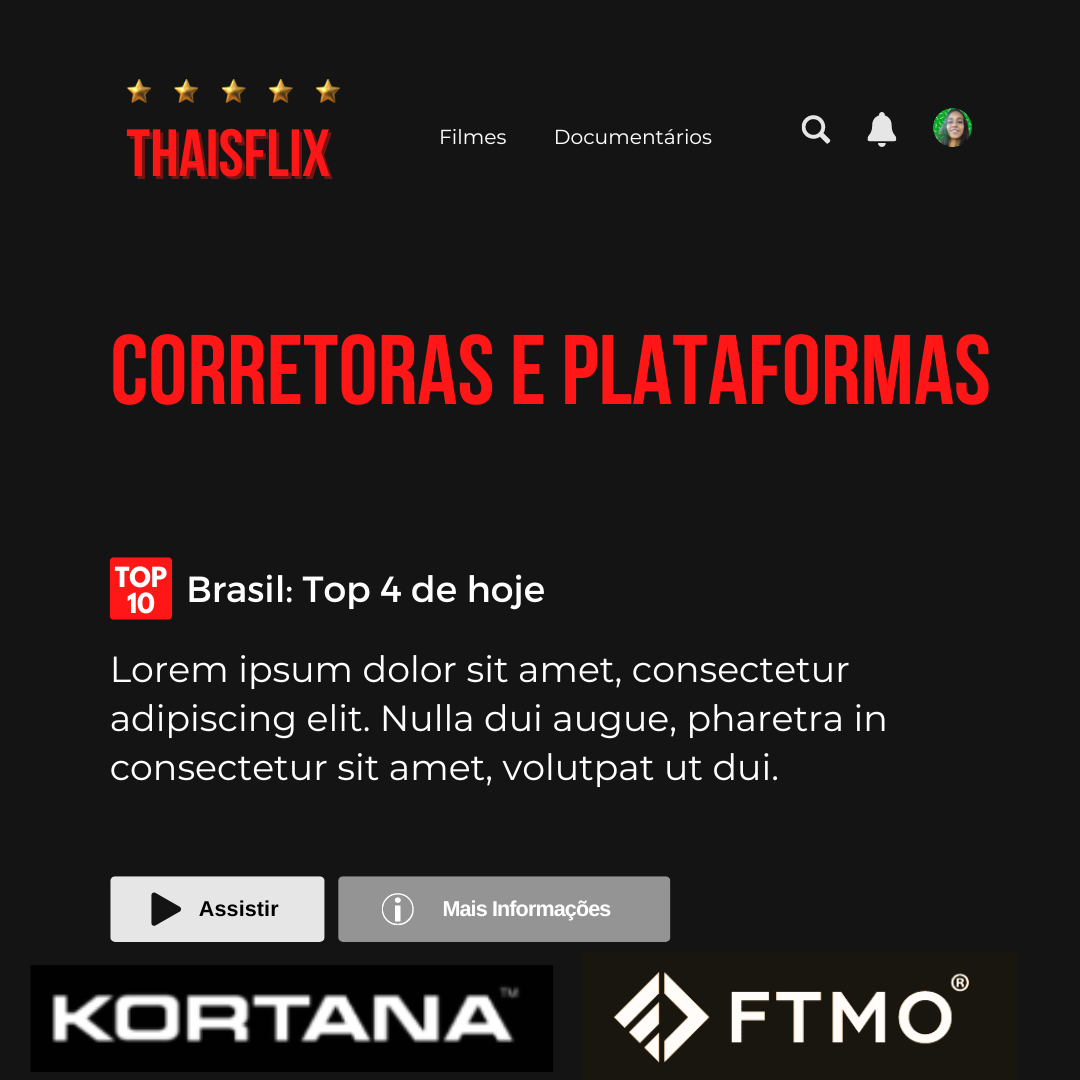 THAISFLIX
Filmes
Documentários
CORRETORAS E PLATAFORMAS
TOP
10
Brasil: Top 4 de hoje
Lorem ipsum dolor sit amet, consectetur
adipiscing elit. Nulla dui augue, pharetra in
consectetur sit amet, volutpat ut dui.
Assistir
Mais Informações
KORTANA™
FTMO®